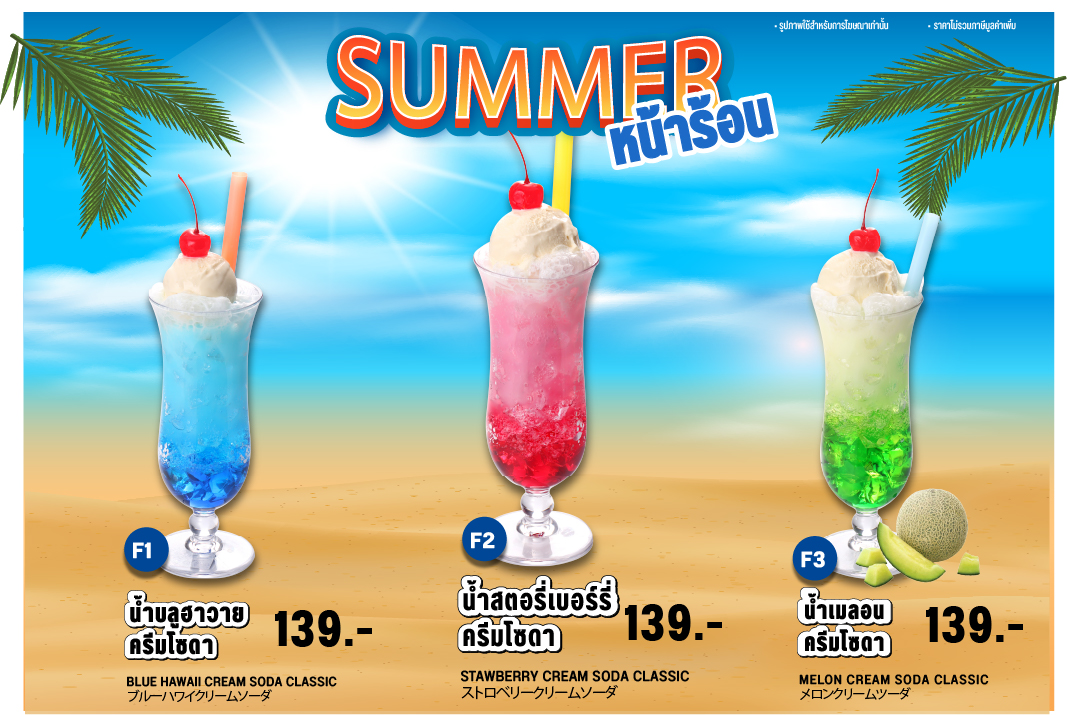 • รูปภาพใช้สำหรับการโฆษณาเท่านั้น
• ราคาไม่รวมภาษีมูลค่าเพิ่ม
SUMMER
หน้าร้อน
F1
น้ำบลูฮาวาย
ครีมโซดา
139.-
BLUE HAWAII CREAM SODA CLASSIC
ブルーハワイクリームソーダ
F2
น้ำสตอรี่เบอร์รี่
ครีมโซดา
139.-
STAWBERRY CREAM SODA CLASSIC
ストロベリークリームソーダ
F3
น้ำเมลอน
ครีมโซดา
139.-
MELON CREAM SODA CLASSIC
メロンクリームツーダ